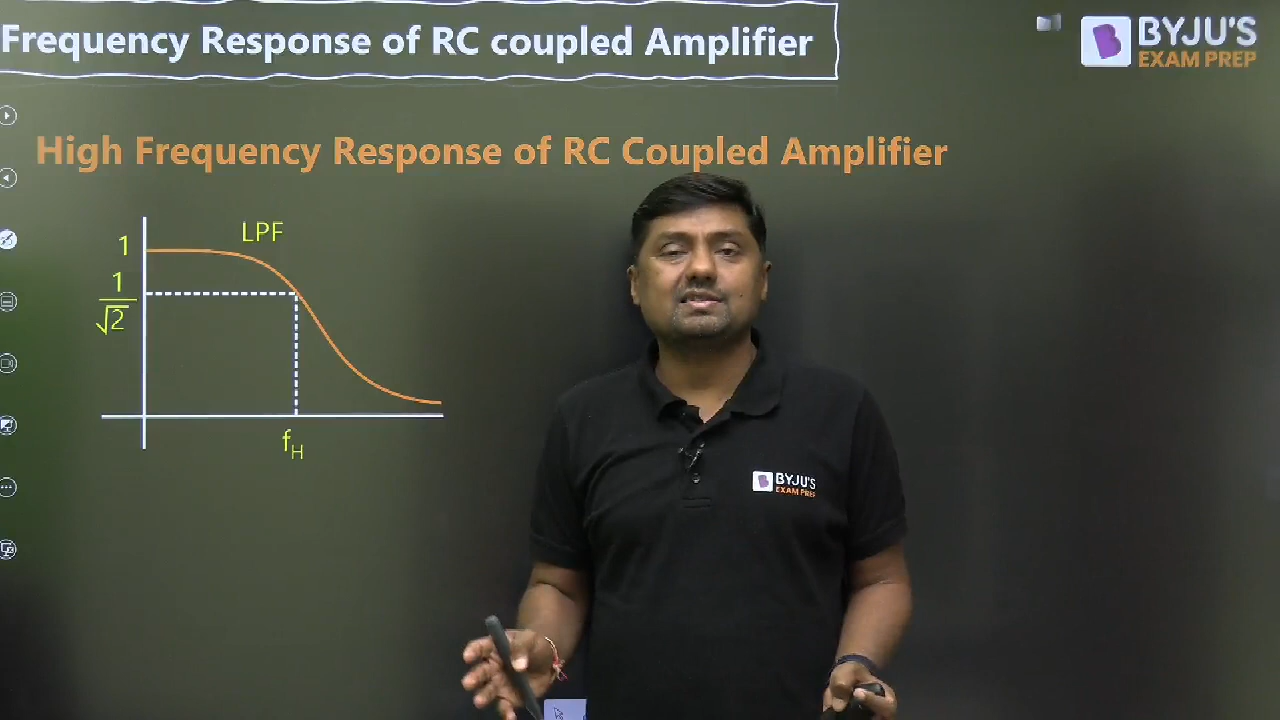 Frequency Response of RC coupled Amplifier
BYJU'S
EXAM PREP
High Frequency Response of RC Coupled Amplifier
LPF
1
1
√2
f_H
BYJU'S
EXAM PREP